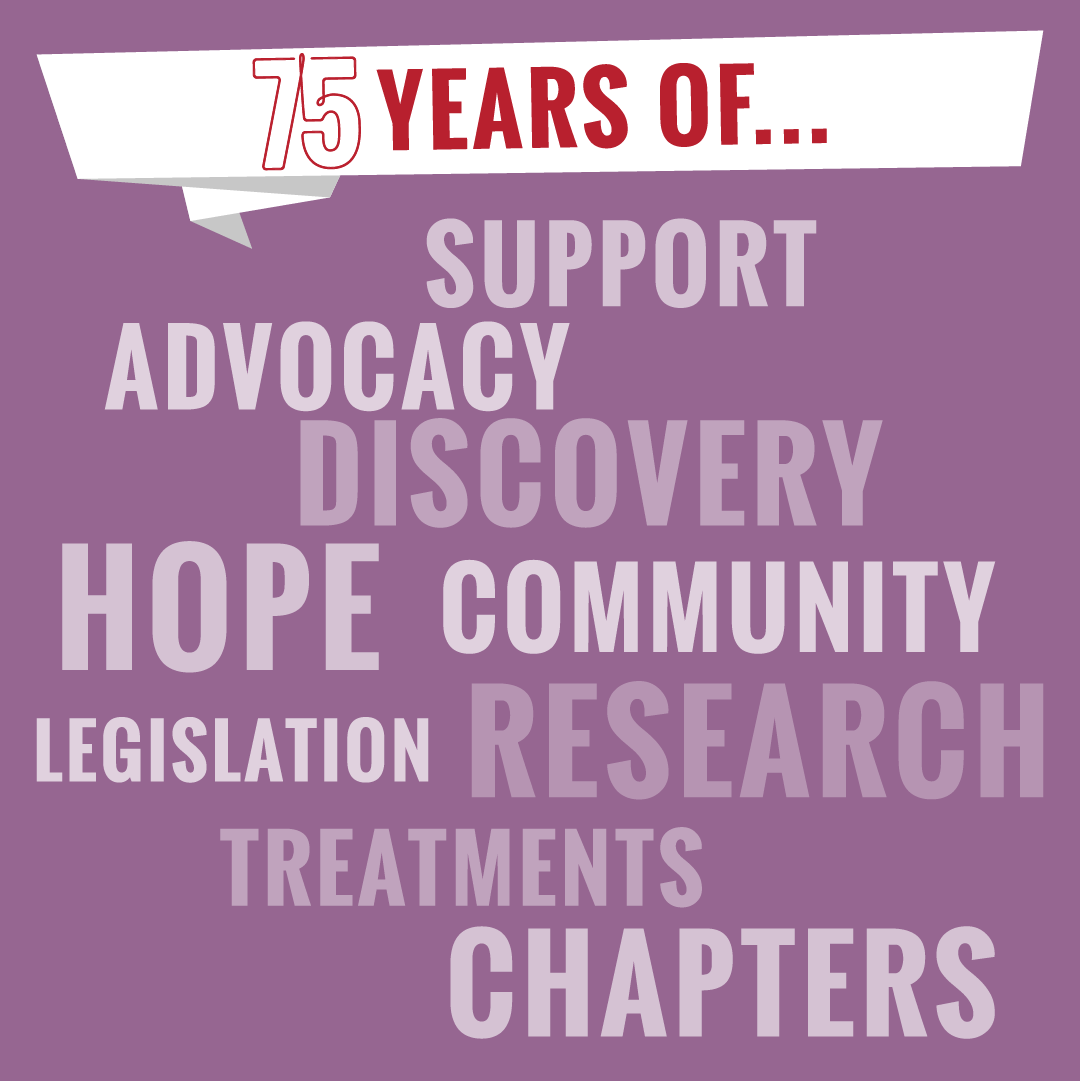 75 YEARS OF...
SUPPORT
ADVOCACY
DISCOVERY
HOPE COMMUNITY
LEGISLATION RESEARCH
TREATMENTS
CHAPTERS